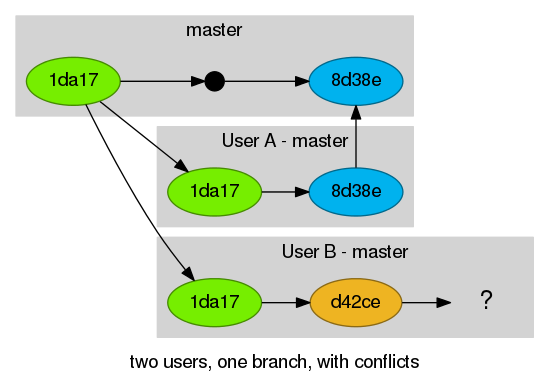 master
1da17 8d38e
User A - master
1da17 8d38e
User B - master
1da17 d42ce ?
two users, one branch, with conflicts